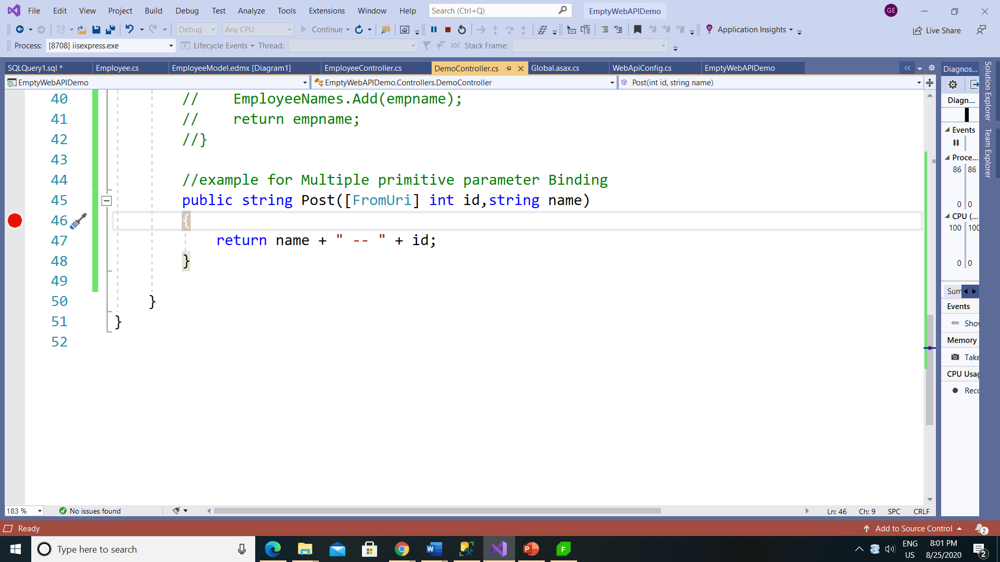 File Edit View Project Build Debug Test Analyze Tools Extensions Window Help Search (Ctrl+Q) EmptyWebAPIDemo GE
Debug Any CPU Continue Application Insights Live Share
Process: [8708] iisexpress.exe Lifecycle Events Thread: Stack Frame:
SQLQuery1.sql * Employee.cs EmployeeModel.edmx [Diagram1] EmployeeController.cs DemoController.cs Global.asax.cs WebApiConfig.cs EmptyWebAPIDemo Diagnos...
EmptyWebAPIDemo EmptyWebAPIDemo.Controllers.DemoController Post(int id, string name)
40 // EmployeeNames.Add(empname);
41 // return empname;
42 //}
43
44 //example for Multiple primitive parameter Binding
45 public string Post([FromUri] int id,string name)
46 {
47 return name + " -- " + id;
48 }
49
50 }
51 }
52
Diagn...
Events
Proce...
86 86
0 0
CPU (...
100 100
0 0
Sum
Events
Sho
Memory
Take
CPU Usag
Reco
Solution Explorer
Team Explorer
183 % No issues found Ln: 46 Ch: 9 SPC CRLF
Ready Add to Source Control 2
Type here to search ENG US 8:01 PM 8/25/2020 2